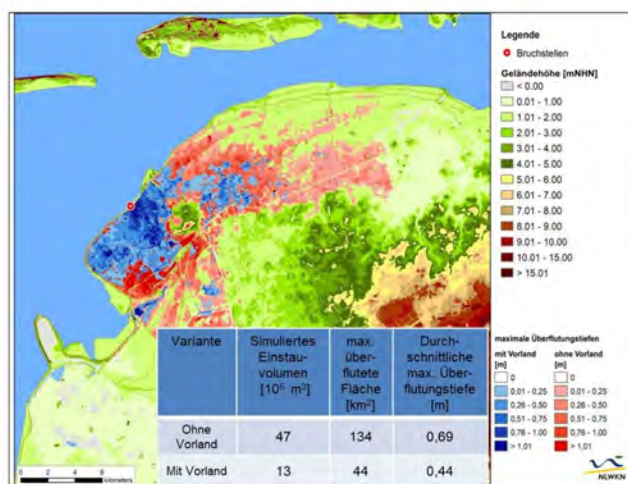 Legende
Bruchstellen
Geländehöhe [mNHN]
< 0.00
0.01 - 1.00
1.01 - 2.00
2.01 - 3.00
3.01 - 4.00
4.01 - 5.00
5.01 - 6.00
6.01 - 7.00
7.01 - 8.00
8.01 - 9.00
9.01 - 10.00
10.01 - 15.00
> 15.01
maximale Überflutungstiefen
mit Vorland ohne Vorland
[m] [m]
0 0
0.01 - 0.25 0.01 - 0.25
0.26 - 0.50 0.26 - 0.50
0,51 - 0.75 0.51 - 0.75
0,76 - 1.00 0.76 - 1.00
> 1,01 > 1.01
NLWKN
Variante Simuliertes max. Durch-
Einstau- über- schnittliche
volumen flutete max. Über-
[10⁶ m³] Fläche flutungstiefe
[km²] [m]
Ohne Vorland 47 134 0,69
Mit Vorland 13 44 0,44
kilometers